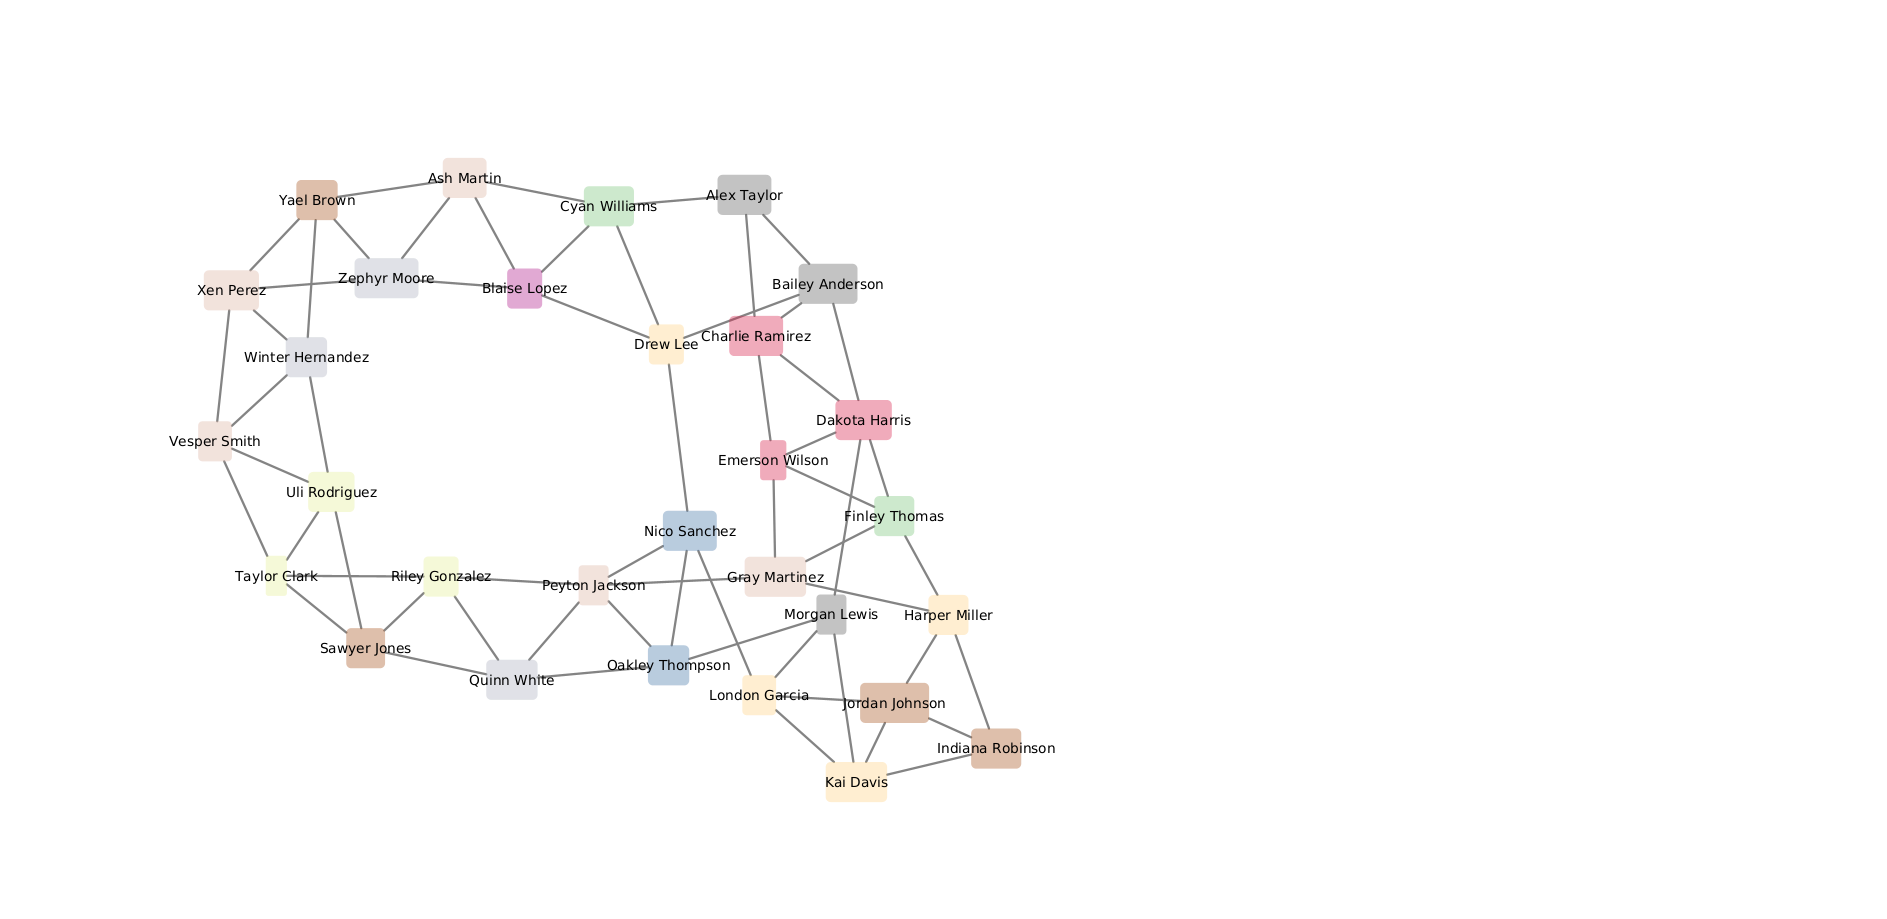 Ash Martin
Alex Taylor
Yael Brown
Cyan Williams
Zephyr Moore
Bailey Anderson
Blaise Lopez
Xen Perez
Charlie Ramirez
Drew Lee
Winter Hernandez
Dakota Harris
Vesper Smith
Emerson Wilson
Uli Rodriguez
Finley Thomas
Nico Sanchez
Taylor Clark
Riley Gonzalez
Gray Martinez
Peyton Jackson
Morgan Lewis
Harper Miller
Sawyer Jones
Oakley Thompson
Quinn White
London Garcia
Jordan Johnson
Indiana Robinson
Kai Davis